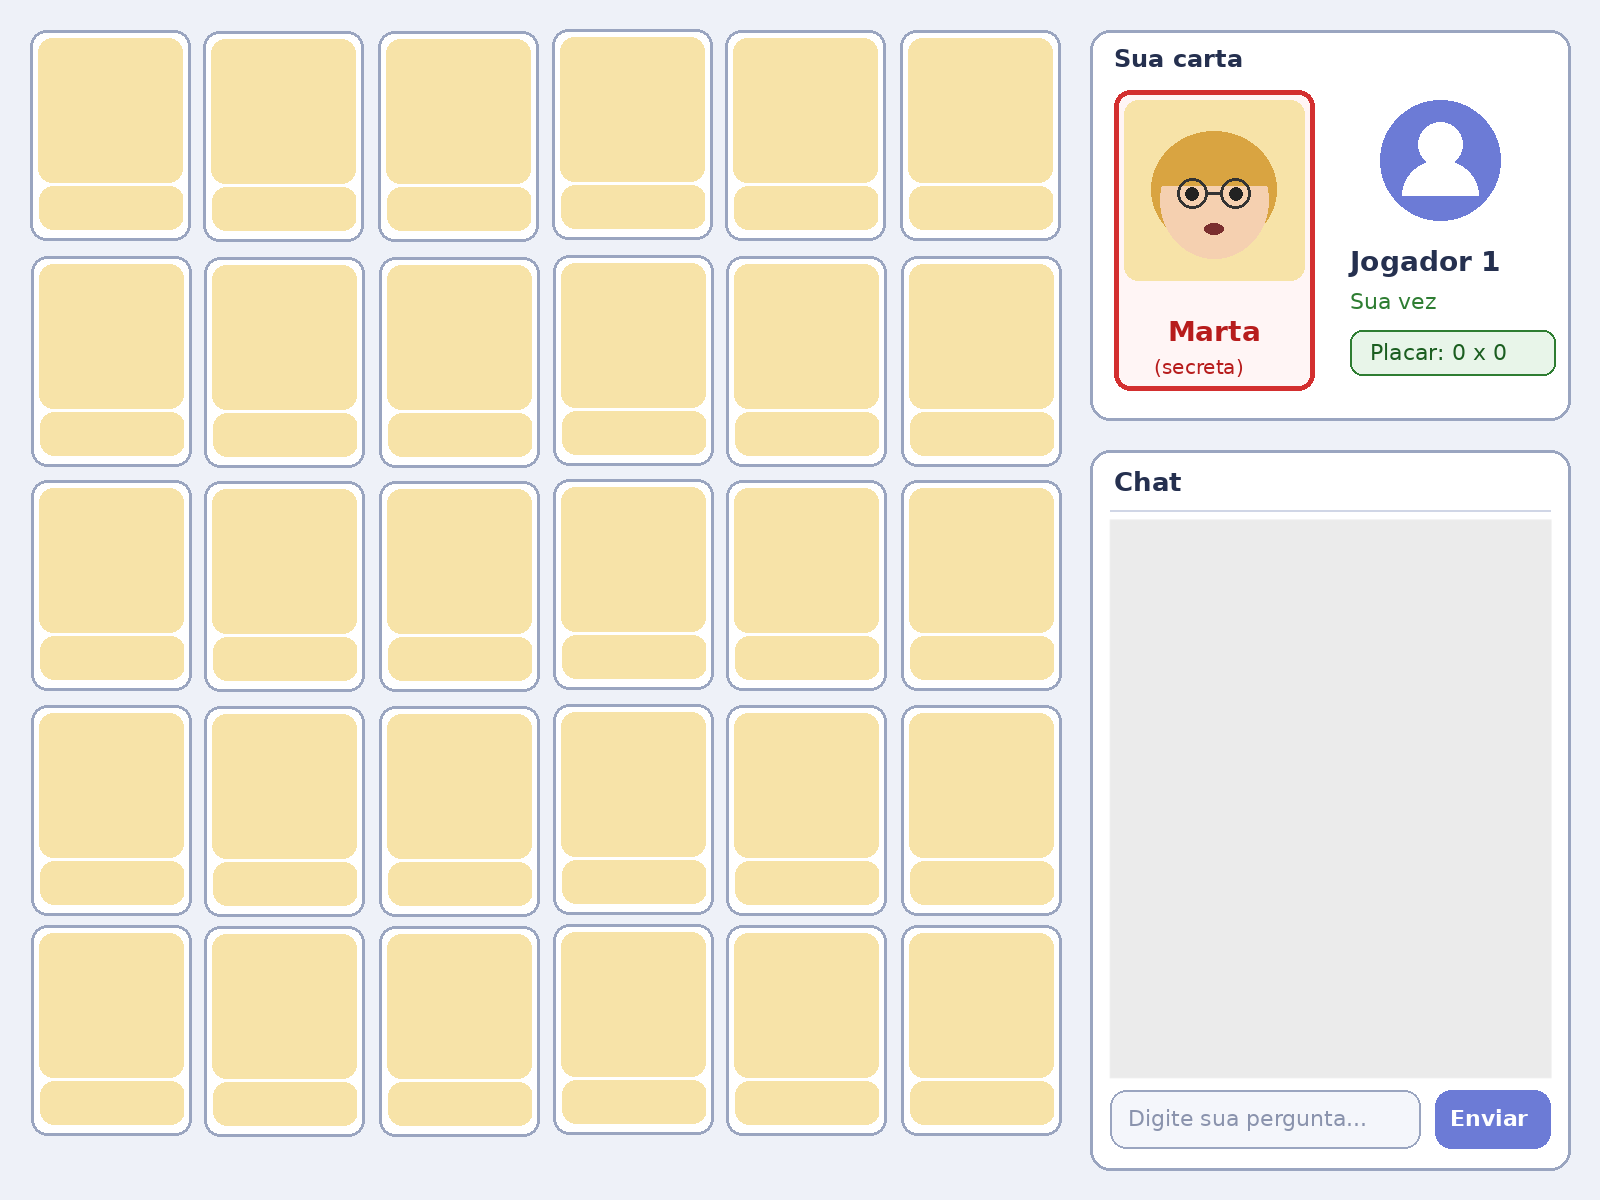 Sua carta
Marta
(secreta)
Jogador 1
Sua vez
Placar: 0 x 0
Chat
Digite sua pergunta...
Enviar